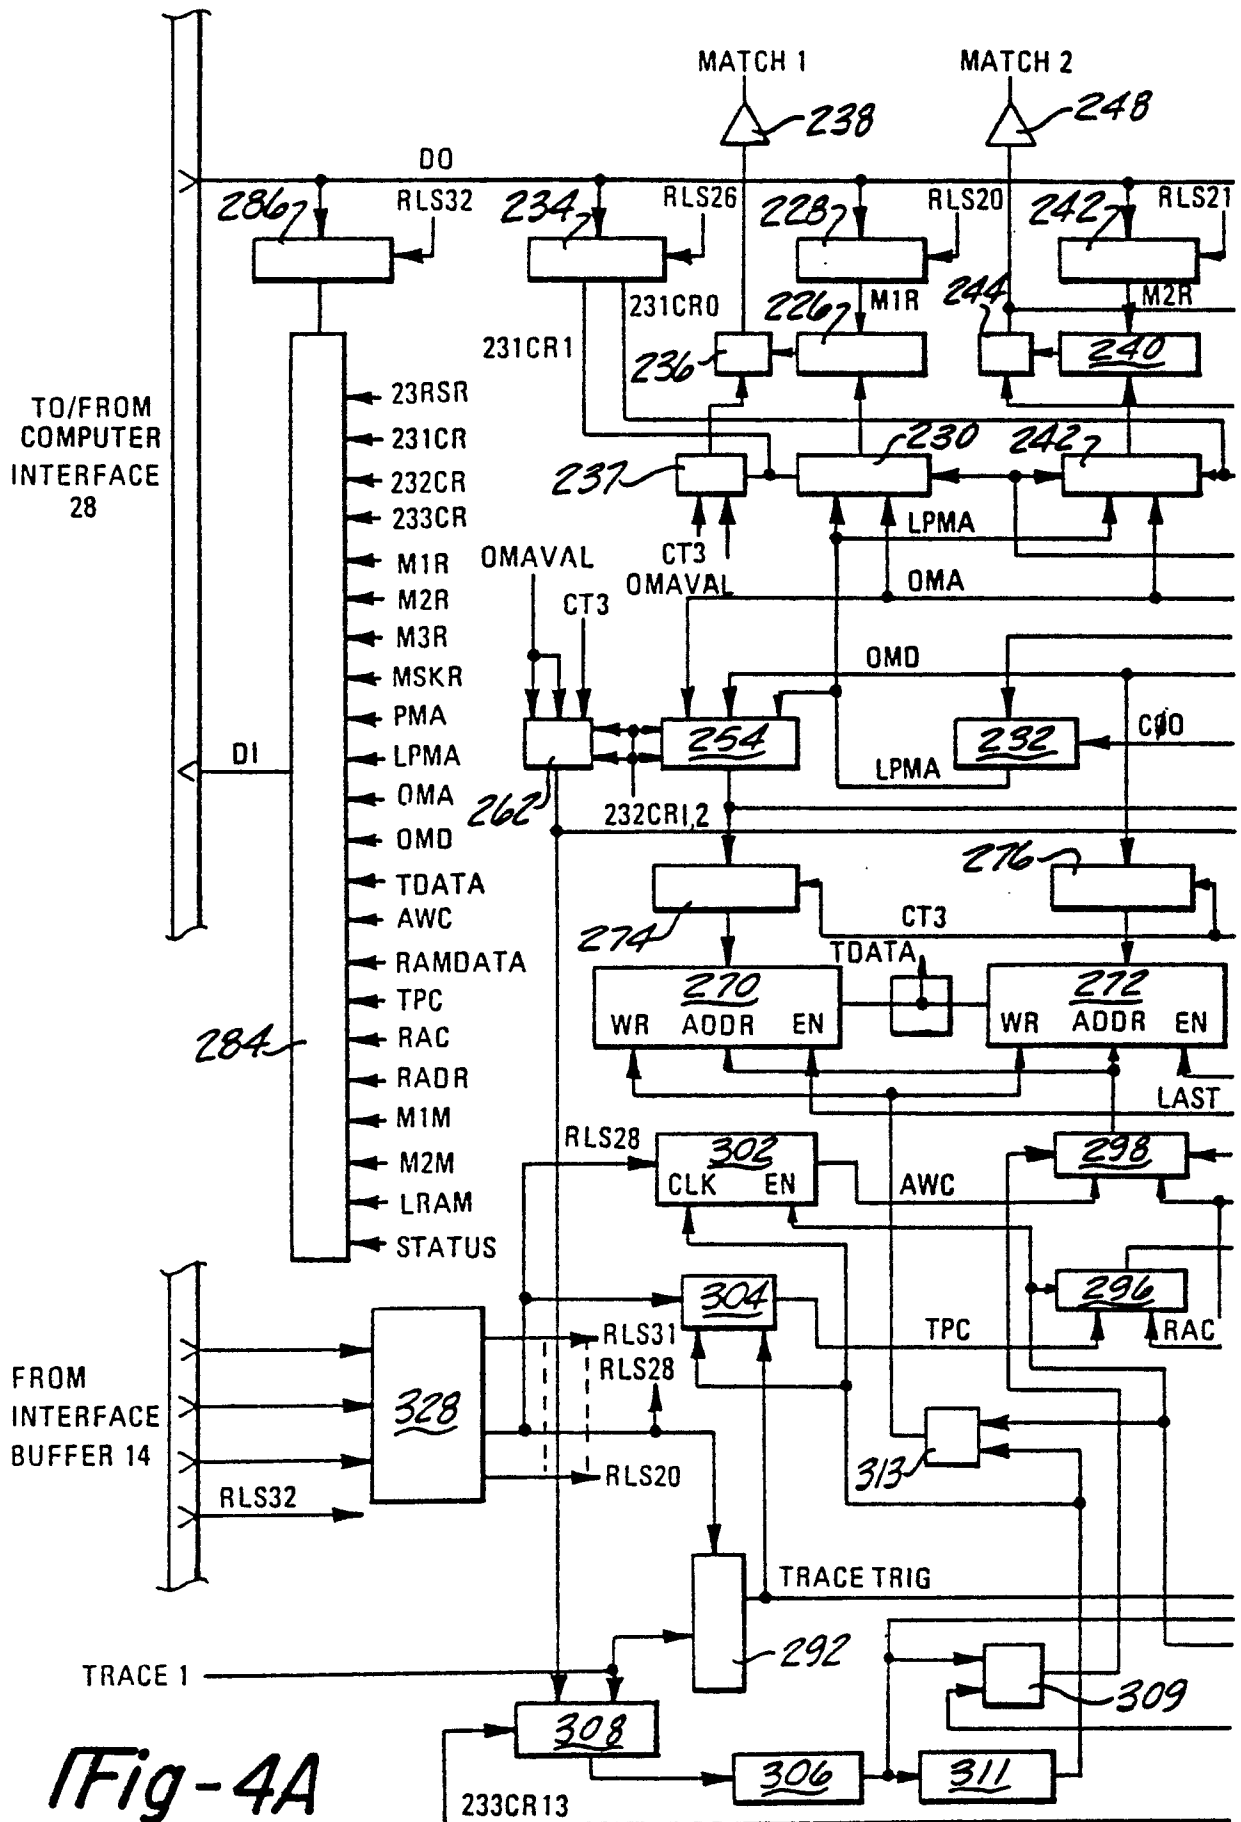 MATCH 1
MATCH 2
238
248
DO
286
RLS32
234
RLS26
228
RLS20
242
RLS21
231CR0
226
M1R
244
M2R
231CR1
236
240
TO/FROM
COMPUTER
INTERFACE
28
23RSR
231CR
232CR
233CR
M1R
M2R
M3R
MSKR
PMA
LPMA
OMA
OMD
TDATA
AWC
RAMDATA
TPC
RAC
RADR
M1M
M2M
LRAM
STATUS
DI
284
237
230
242
LPMA
CT3
OMAVAL
OMAVAL
CT3
OMA
OMD
254
232
CØO
LPMA
262
232CR1,2
276
274
CT3
TDATA
270
WR ADDR EN
272
WR ADDR EN
LAST
RLS28
302
CLK EN
AWC
298
304
296
TPC
RAC
FROM
INTERFACE
BUFFER 14
328
RLS31
RLS28
RLS20
RLS32
313
TRACE TRIG
292
TRACE 1
309
308
306
311
233CR13
Fig-4A